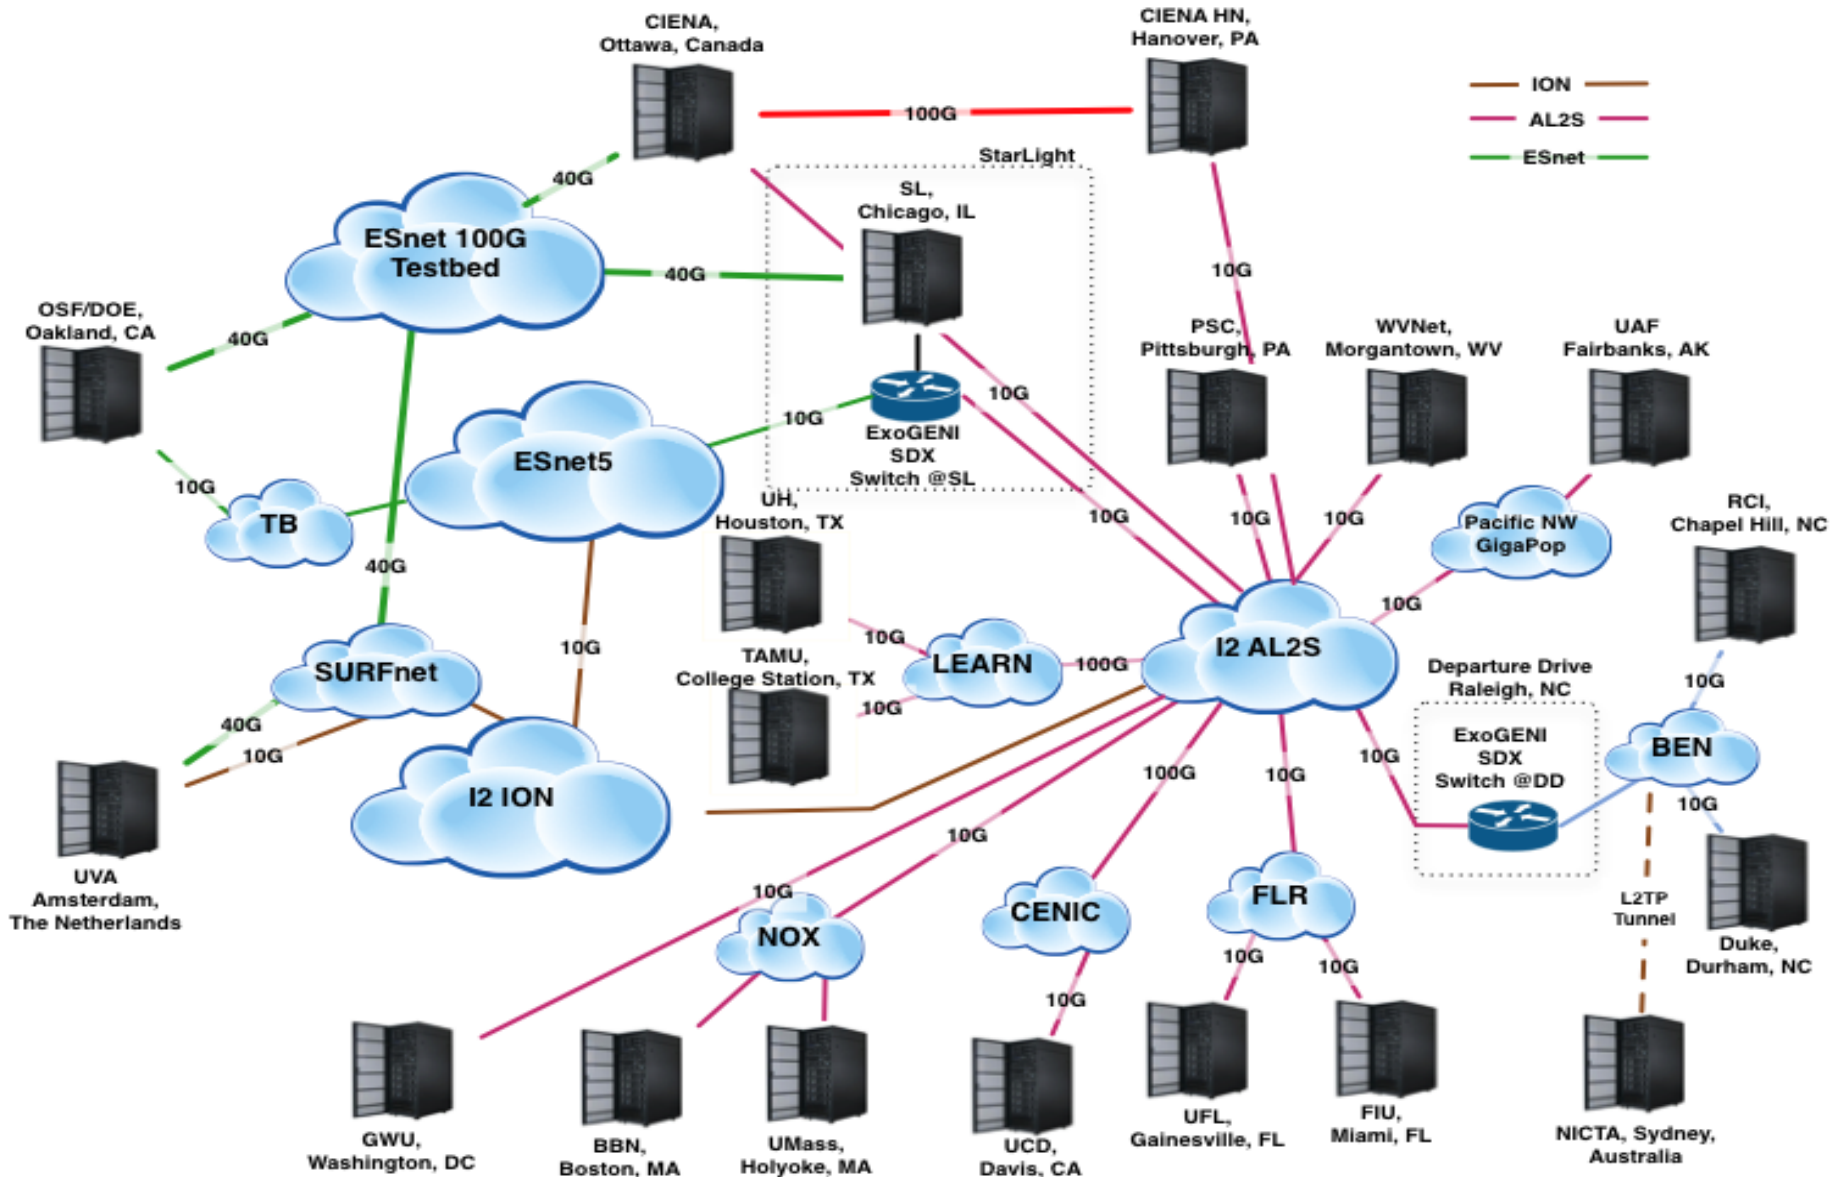 CIENA,
Ottawa, Canada
CIENA HN,
Hanover, PA
ION
AL2S
ESnet
100G
StarLight
40G
SL,
Chicago, IL
ESnet 100G
Testbed
40G
10G
OSF/DOE,
Oakland, CA
40G
PSC,
Pittsburgh, PA
WVNet,
Morgantown, WV
UAF
Fairbanks, AK
10G
10G
ExoGENI
SDX
Switch @SL
ESnet5
10G
TB
UH,
Houston, TX
10G
10G
10G
Pacific NW
GigaPop
RCI,
Chapel Hill, NC
40G
10G
10G
10G
I2 AL2S
LEARN
100G
SURFnet
TAMU,
College Station, TX
10G
Departure Drive
Raleigh, NC
10G
40G
10G
ExoGENI
SDX
Switch @DD
BEN
10G
100G
10G
I2 ION
10G
10G
10G
UVA
Amsterdam,
The Netherlands
NOX
CENIC
FLR
L2TP
Tunnel
Duke,
Durham, NC
10G
10G
10G
GWU,
Washington, DC
BBN,
Boston, MA
UMass,
Holyoke, MA
UCD,
Davis, CA
UFL,
Gainesville, FL
FIU,
Miami, FL
NICTA, Sydney,
Australia